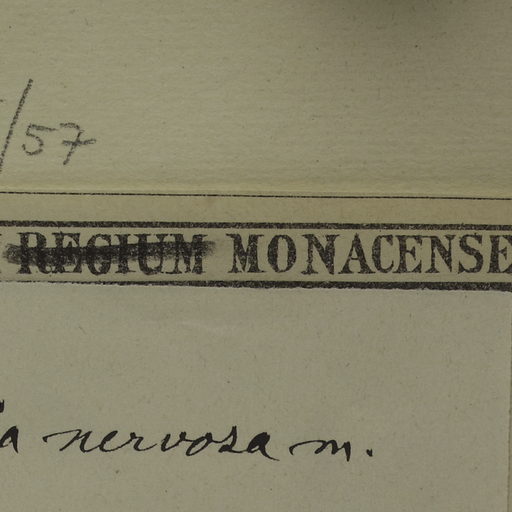 /57
REGIUM MONACENSE
a nervosa m.